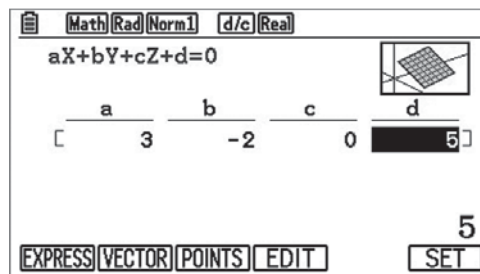 Math Rad Norm1 d/c Real
aX+bY+cZ+d=0
a b c d
[ 3 -2 0 5 ]
5
EXPRESS VECTOR POINTS EDIT SET